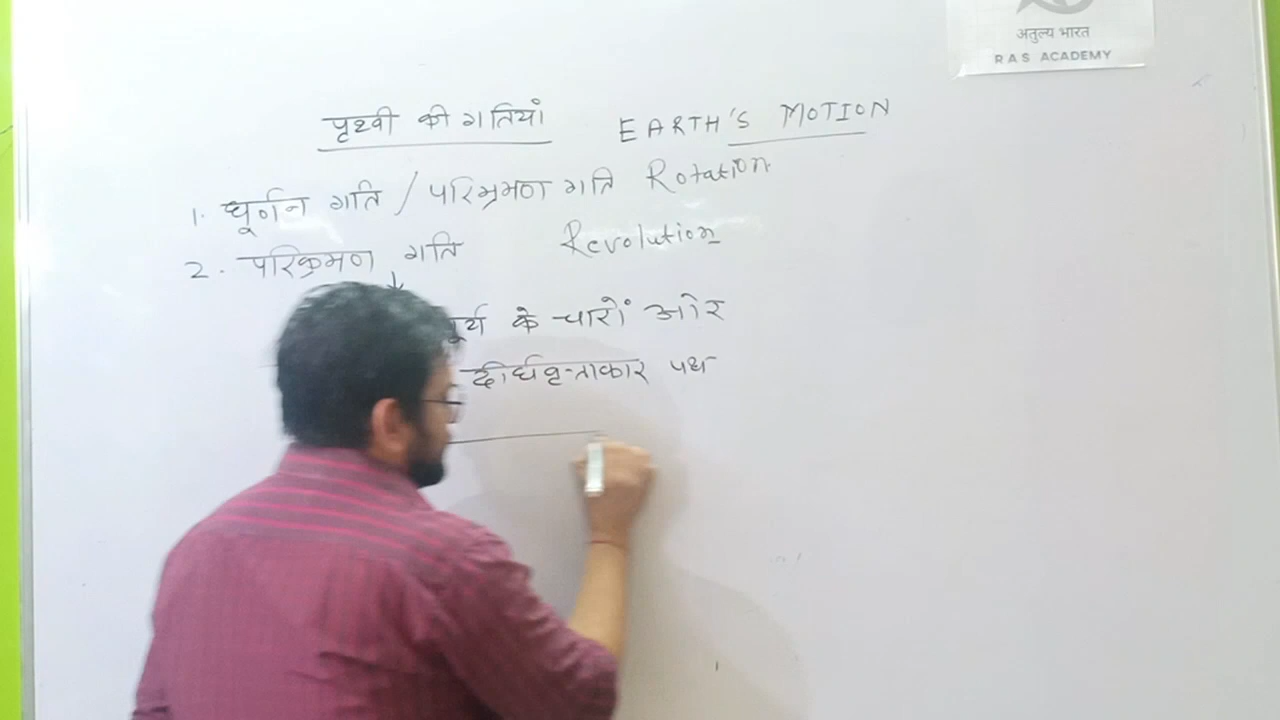 अतुल्य भारत
RAS ACADEMY
पृथ्वी की गतियां EARTH'S MOTION
1. घूर्णन गति / परिभ्रमण गति Rotation
2. परिक्रमण गति Revolution
के चारों ओर
दीर्घवृत्ताकार पथ